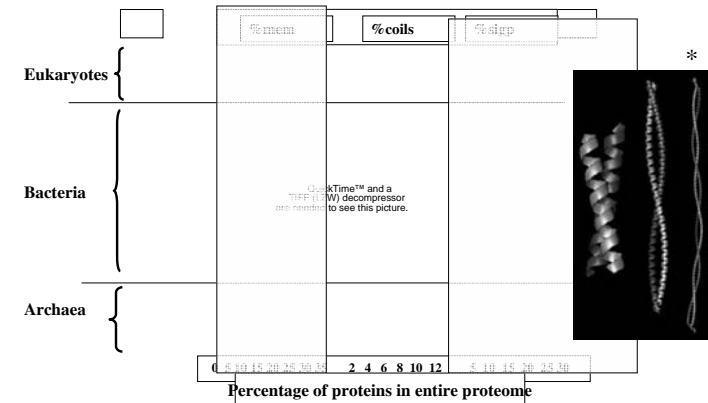 %mem %coils %sigp
*
Eukaryotes
Bacteria
QuickTime™ and a
TIFF (LZW) decompressor
are needed to see this picture.
Archaea
0 5 10 15 20 25 30 35 2 4 6 8 10 12 5 10 15 20 25 30
Percentage of proteins in entire proteome